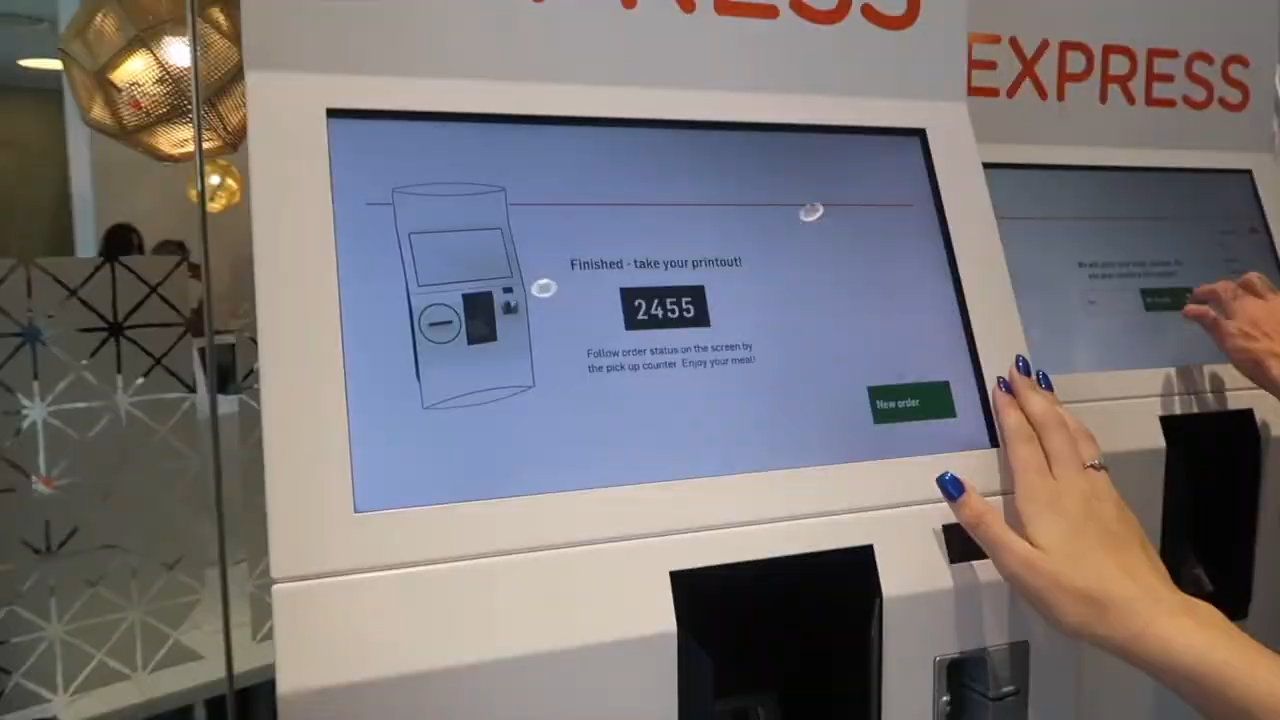 EXPRESS
EXPRESS
Finished - take your printout!
2455
Follow order status on the screen by
the pick up counter. Enjoy your meal!
New order